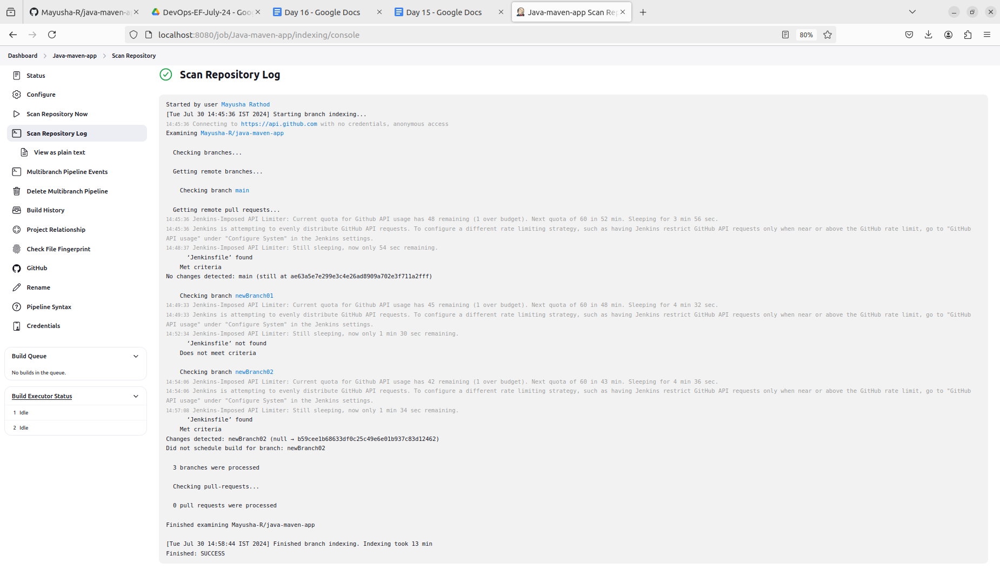 Mayusha-R/java-maven-a
DevOps-EF-July-24 - Goo
Day 16 - Google Docs
Day 15 - Google Docs
Java-maven-app Scan Rep
localhost:8080/job/Java-maven-app/indexing/console
80%
Dashboard
Java-maven-app
Scan Repository
Status
Configure
Scan Repository Now
Scan Repository Log
View as plain text
Multibranch Pipeline Events
Delete Multibranch Pipeline
Build History
Project Relationship
Check File Fingerprint
GitHub
Rename
Pipeline Syntax
Credentials
Build Queue
No builds in the queue.
Build Executor Status
1 Idle
2 Idle
Scan Repository Log
Started by user Mayusha Rathod
[Tue Jul 30 14:45:36 IST 2024] Starting branch indexing...
14:45:36 Connecting to https://api.github.com with no credentials, anonymous access
Examining Mayusha-R/java-maven-app
Checking branches...
Getting remote branches...
Checking branch main
Getting remote pull requests...
14:45:36 Jenkins-Imposed API Limiter: Current quota for Github API usage has 48 remaining (1 over budget). Next quota of 60 in 52 min. Sleeping for 3 min 56 sec.
14:45:36 Jenkins is attempting to evenly distribute GitHub API requests. To configure a different rate limiting strategy, such as having Jenkins restrict GitHub API requests only when near or above the GitHub rate limit, go to "GitHub
API usage" under "Configure System" in the Jenkins settings.
14:48:37 Jenkins-Imposed API Limiter: Still sleeping, now only 54 sec remaining.
‘Jenkinsfile’ found
Met criteria
No changes detected: main (still at ae63a5e7e299e3c4e26ad8909a702e3f711a2fff)
Checking branch newBranch01
14:49:33 Jenkins-Imposed API Limiter: Current quota for Github API usage has 45 remaining (1 over budget). Next quota of 60 in 48 min. Sleeping for 4 min 32 sec.
14:49:33 Jenkins is attempting to evenly distribute GitHub API requests. To configure a different rate limiting strategy, such as having Jenkins restrict GitHub API requests only when near or above the GitHub rate limit, go to "GitHub
API usage" under "Configure System" in the Jenkins settings.
14:52:34 Jenkins-Imposed API Limiter: Still sleeping, now only 1 min 30 sec remaining.
‘Jenkinsfile’ not found
Does not meet criteria
Checking branch newBranch02
14:54:06 Jenkins-Imposed API Limiter: Current quota for Github API usage has 42 remaining (1 over budget). Next quota of 60 in 43 min. Sleeping for 4 min 36 sec.
14:54:06 Jenkins is attempting to evenly distribute GitHub API requests. To configure a different rate limiting strategy, such as having Jenkins restrict GitHub API requests only when near or above the GitHub rate limit, go to "GitHub
API usage" under "Configure System" in the Jenkins settings.
14:57:08 Jenkins-Imposed API Limiter: Still sleeping, now only 1 min 34 sec remaining.
‘Jenkinsfile’ found
Met criteria
Changes detected: newBranch02 (null → b59cee1b68633df0c25c49e6e01b937c83d12462)
Did not schedule build for branch: newBranch02
3 branches were processed
Checking pull-requests...
0 pull requests were processed
Finished examining Mayusha-R/java-maven-app
[Tue Jul 30 14:58:44 IST 2024] Finished branch indexing. Indexing took 13 min
Finished: SUCCESS